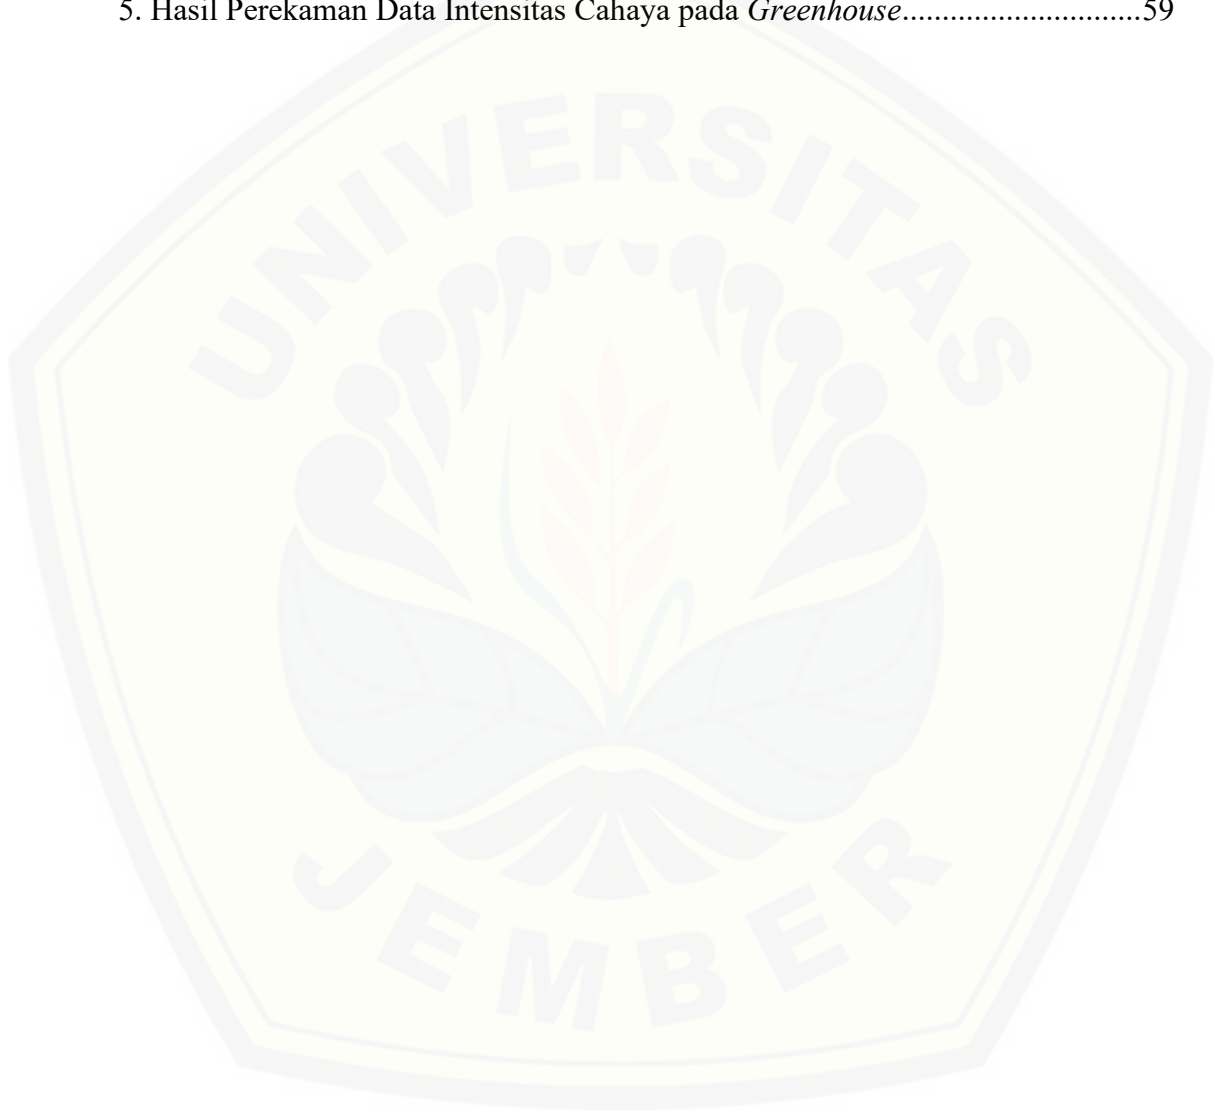 5. Hasil Perekaman Data Intensitas Cahaya pada Greenhouse..............................59
UNIVERSITAS
JEMBER